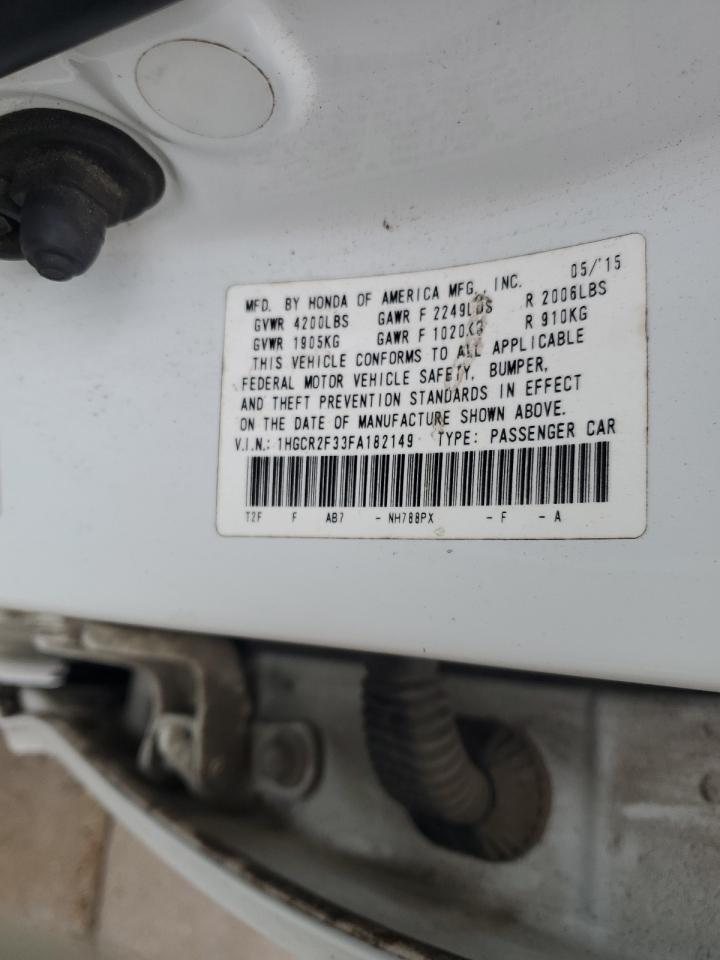 MFD. BY HONDA OF AMERICA MFG., INC. 05/'15
GVWR 4200LBS GAWR F 2249LBS R 2006LBS
GVWR 1905KG GAWR F 1020KG R 910KG
THIS VEHICLE CONFORMS TO ALL APPLICABLE
FEDERAL MOTOR VEHICLE SAFETY, BUMPER,
AND THEFT PREVENTION STANDARDS IN EFFECT
ON THE DATE OF MANUFACTURE SHOWN ABOVE.
V.I.N.: 1HGCR2F33FA182149 TYPE: PASSENGER CAR
T2F F AB7 - NH788PX - F - A